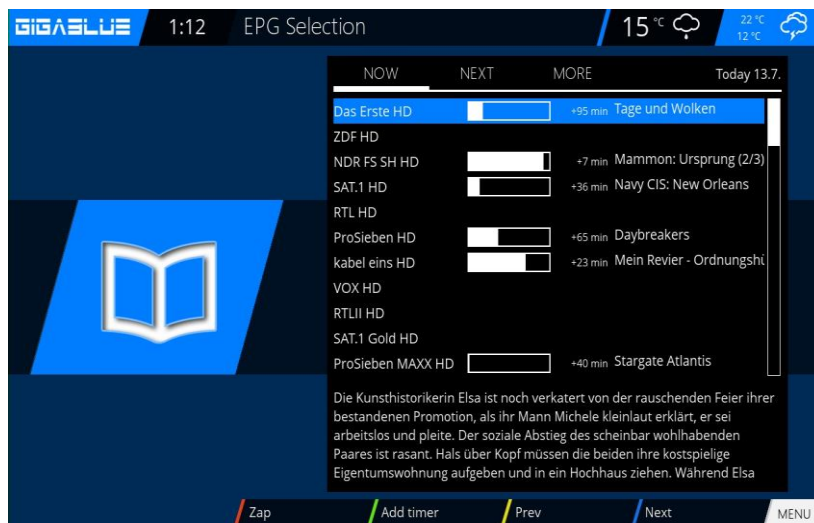 GIGABLUE 1:12 EPG Selection 15 °C 22 °C
12 °C
NOW NEXT MORE Today 13.7.
Das Erste HD +95 min Tage und Wolken
ZDF HD
NDR FS SH HD +7 min Mammon: Ursprung (2/3)
SAT.1 HD +36 min Navy CIS: New Orleans
RTL HD
ProSieben HD +65 min Daybreakers
kabel eins HD +23 min Mein Revier - Ordnungshü
VOX HD
RTLII HD
SAT.1 Gold HD
ProSieben MAXX HD +40 min Stargate Atlantis
Die Kunsthistorikerin Elsa ist noch verkatert von der rauschenden Feier ihrer
bestandenen Promotion, als ihr Mann Michele kleinlaut erklärt, er sei
arbeitslos und pleite. Der soziale Abstieg des scheinbar wohlhabenden
Paares ist rasant. Hals über Kopf müssen die beiden ihre kostspielige
Eigentumswohnung aufgeben und in ein Hochhaus ziehen. Während Elsa
Zap Add timer Prev Next MENU